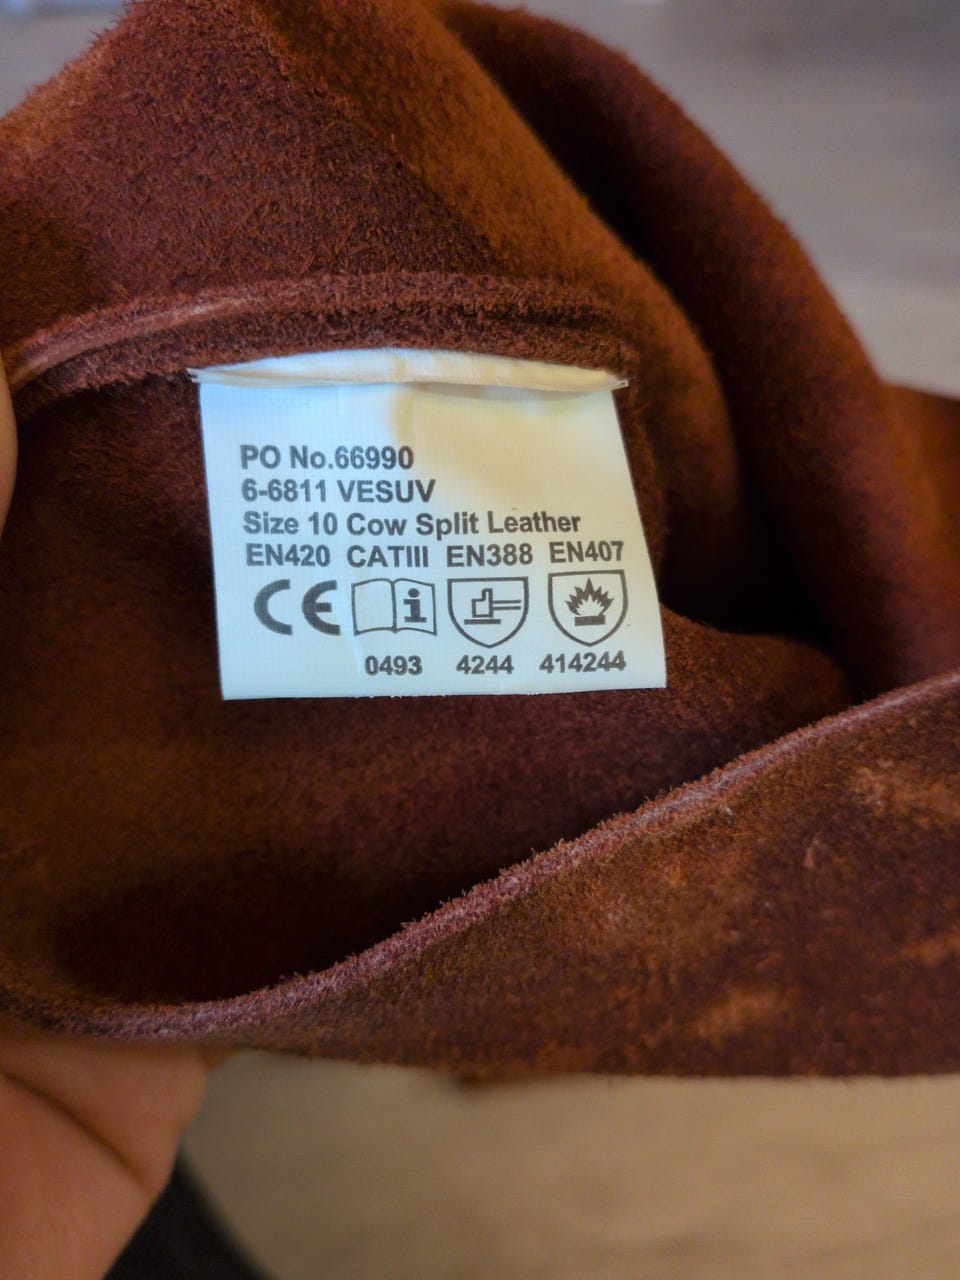 PO No.66990
6-6811 VESUV
Size 10 Cow Split Leather
EN420 CATIII EN388 EN407
CE i
0493 4244 414244